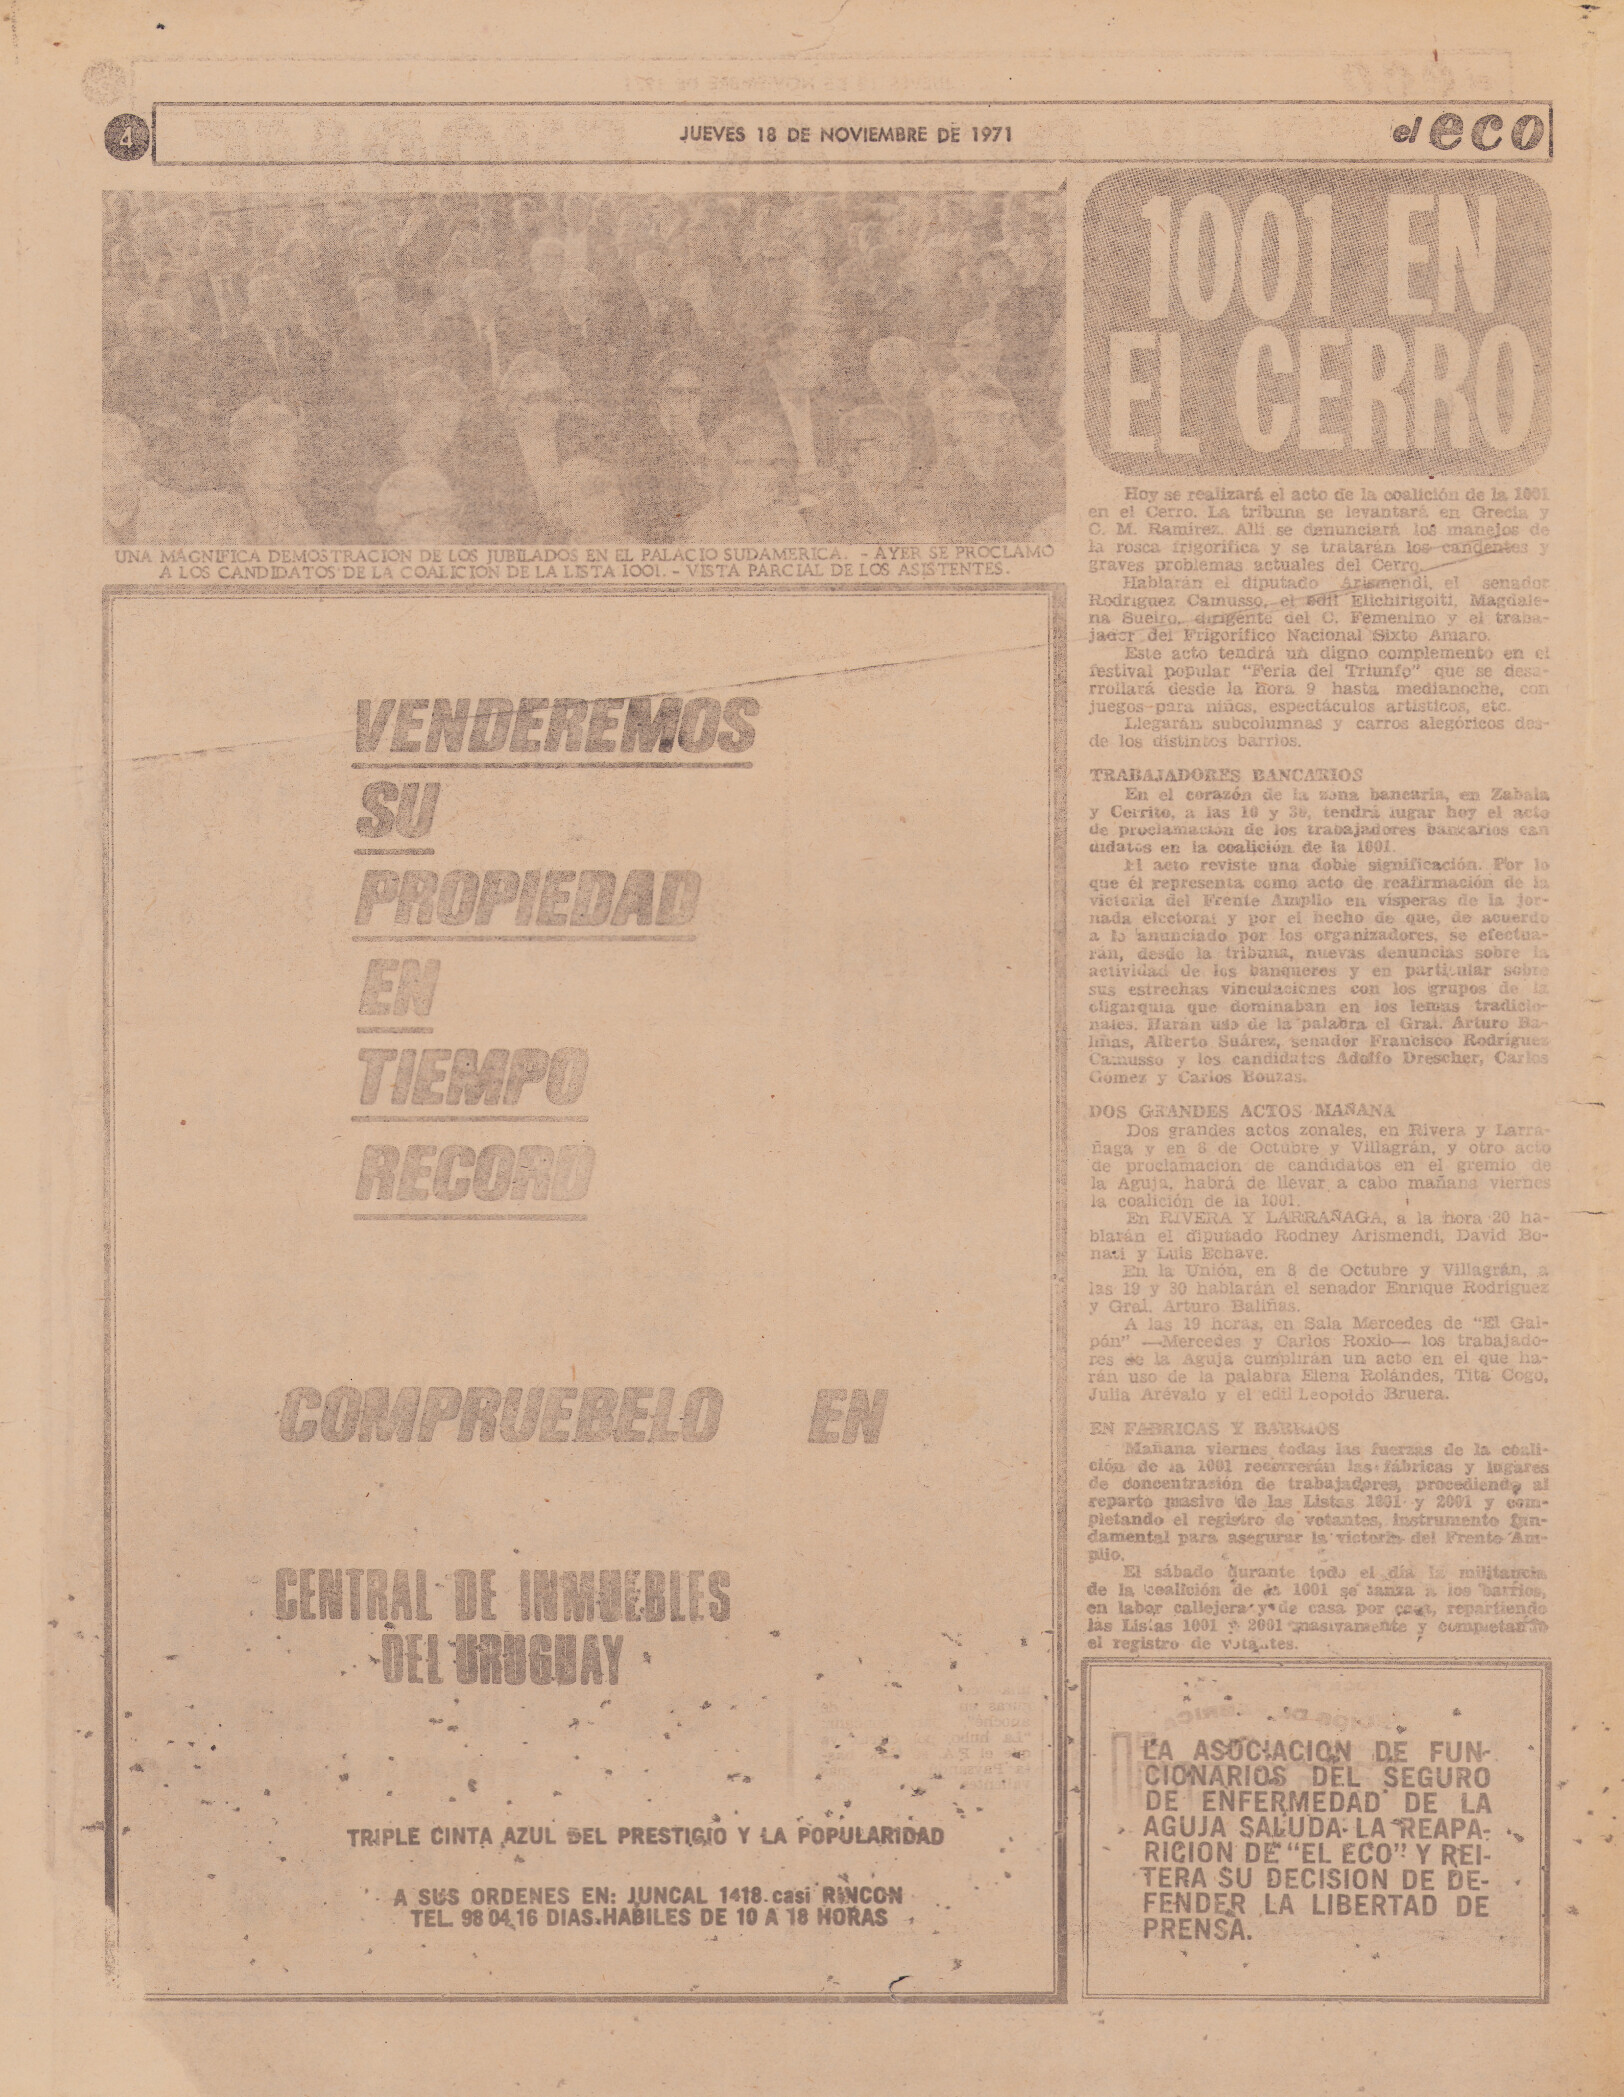 4
JUEVES 18 DE NOVIEMBRE DE 1971
el eco
UNA MAGNIFICA DEMOSTRACION DE LOS JUBILADOS EN EL PALACIO SUDAMERICA. - AYER SE PROCLAMO
A LOS CANDIDATOS DE LA COALICION DE LA LISTA 1001. - VISTA PARCIAL DE LOS ASISTENTES.
VENDEREMOS
SU
PROPIEDAD
EN
TIEMPO
RECORD
COMPRUEBELO EN
CENTRAL DE INMUEBLES
DEL URUGUAY
TRIPLE CINTA AZUL DEL PRESTIGIO Y LA POPULARIDAD
A SUS ORDENES EN: JUNCAL 1418 casi RINCON
TEL. 98 04 16 DIAS HABILES DE 10 A 18 HORAS
1001 EN
EL CERRO
Hoy se realizará el acto de la coalición de la 1001
en el Cerro. La tribuna se levantará en Grecia y
C. M. Ramírez. Allí se denunciará los manejos de
la rosca frigorífica y se tratarán los candentes y
graves problemas actuales del Cerro.
Hablarán el diputado Arismendi, el senador
Rodríguez Camusso, el edil Elichirigoiti, Magdale-
na Sueiro, dirigente del C. Femenino y el traba-
jador del Frigorífico Nacional Sixto Amaro.
Este acto tendrá un digno complemento en el
festival popular "Feria del Triunfo" que se desa-
rrollará desde la hora 9 hasta medianoche, con
juegos para niños, espectáculos artísticos, etc.
Llegarán subcolumnas y carros alegóricos des-
de los distintos barrios.
TRABAJADORES BANCARIOS
En el corazón de la zona bancaria, en Zabala
y Cerrito, a las 16 y 30, tendrá lugar hoy el acto
de proclamación de los trabajadores bancarios can
didatos en la coalición de la 1001.
El acto reviste una doble significación. Por lo
que él representa como acto de reafirmación de la
victoria del Frente Amplio en vísperas de la jor-
nada electoral y por el hecho de que, de acuerdo
a lo anunciado por los organizadores, se efectua-
rán, desde la tribuna, nuevas denuncias sobre la
actividad de los banqueros y en particular sobre
sus estrechas vinculaciones con los grupos de la
oligarquía que dominaban en los lemas tradicio-
nales. Harán uso de la palabra el Gral. Arturo Ba-
liñas, Alberto Suárez, senador Francisco Rodríguez
Camusso y los candidatos Adolfo Drescher, Carlos
Gómez y Carlos Bouzas.
DOS GRANDES ACTOS MAÑANA
Dos grandes actos zonales, en Rivera y Larra-
ñaga y en 8 de Octubre y Villagrán, y otro acto
de proclamación de candidatos en el gremio de
la Aguja, habrá de llevar a cabo mañana viernes
la coalición de la 1001.
En RIVERA Y LARRAÑAGA, a la hora 20 ha-
blarán el diputado Rodney Arismendi, David Bo-
nati y Luis Echave.
En la Unión, en 8 de Octubre y Villagrán, a
las 19 y 30 hablarán el senador Enrique Rodríguez
y Gral. Arturo Baliñas.
A las 19 horas, en Sala Mercedes de "El Gal-
pón" —Mercedes y Carlos Roxlo— los trabajado-
res de la Aguja cumplirán un acto en el que ha-
rán uso de la palabra Elena Rolándes, Tita Cogo,
Julia Arévalo y el edil Leopoldo Bruera.
EN FABRICAS Y BARRIOS
Mañana viernes todas las fuerzas de la coali-
ción de la 1001 recorrerán las fábricas y lugares
de concentración de trabajadores, procediendo al
reparto masivo de las Listas 1001 y 2001 y com-
pletando el registro de votantes, instrumento fun-
damental para asegurar la victoria del Frente Am-
plio.
El sábado durante todo el día la militancia
de la coalición de la 1001 se lanza a los barrios,
en labor callejera y de casa por casa, repartiendo
las Listas 1001 y 2001 masivamente y completando
el registro de votantes.
LA ASOCIACION DE FUN-
CIONARIOS DEL SEGURO
DE ENFERMEDAD DE LA
AGUJA SALUDA LA REAPA-
RICION DE "EL ECO" Y REI-
TERA SU DECISION DE DE-
FENDER LA LIBERTAD DE
PRENSA.